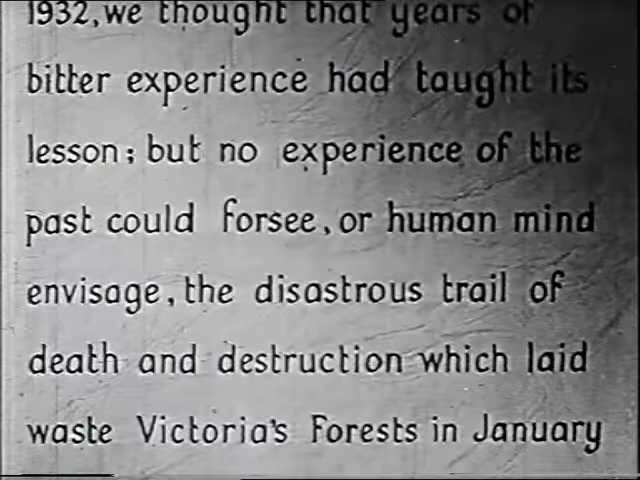 1932, we thought that years of
bitter experience had taught its
lesson; but no experience of the
past could forsee, or human mind
envisage, the disastrous trail of
death and destruction which laid
waste Victoria's Forests in January